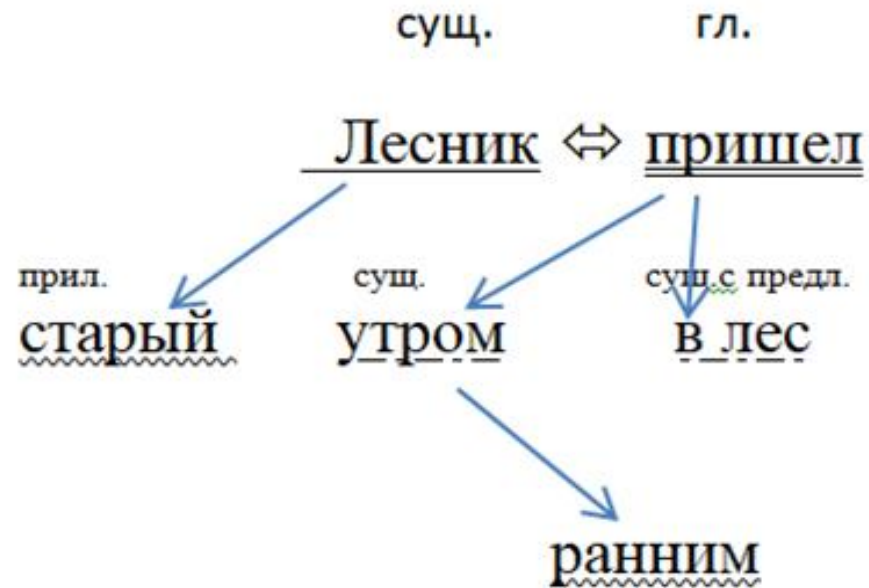 сущ. гл.
Лесник ⇔ пришел
прил. сущ. сущ.с предл.
старый утром в лес
ранним